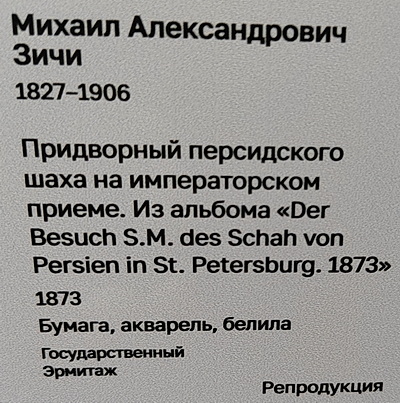 Михаил Александрович
Зичи
1827–1906
Придворный персидского
шаха на императорском
приеме. Из альбома «Der
Besuch S.M. des Schah von
Persien in St. Petersburg. 1873»
1873
Бумага, акварель, белила
Государственный
Эрмитаж
Репродукция